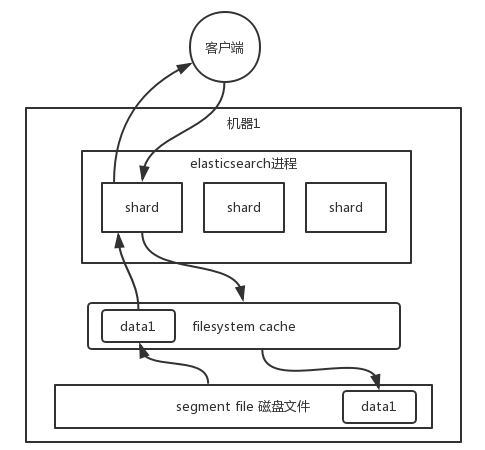 客户端
机器1
elasticsearch进程
shard
shard
shard
data1
filesystem cache
segment file 磁盘文件
data1